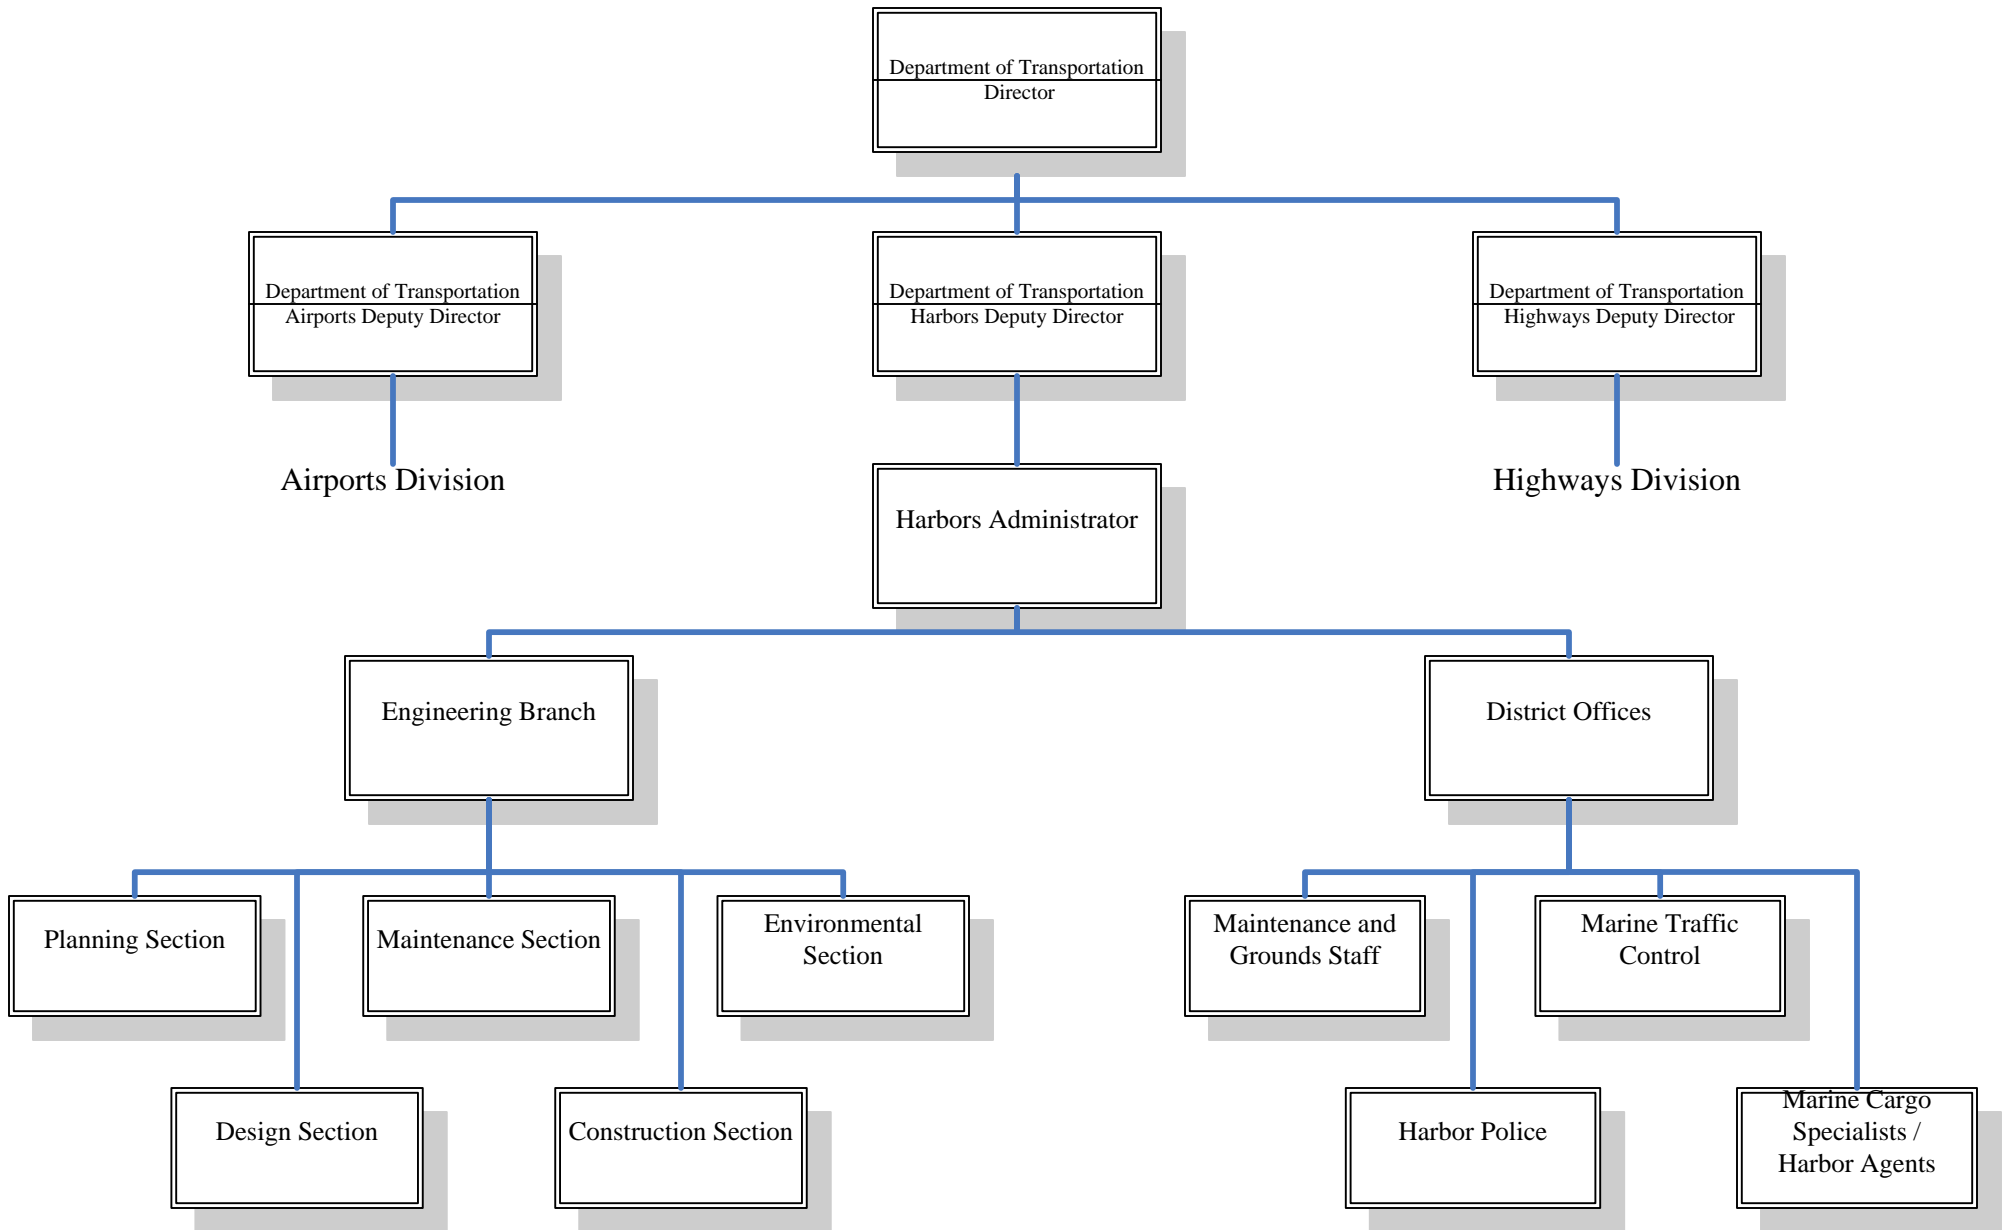 Department of Transportation
Director
Department of Transportation
Airports Deputy Director
Department of Transportation
Harbors Deputy Director
Department of Transportation
Highways Deputy Director
Airports Division
Highways Division
Harbors Administrator
Engineering Branch
District Offices
Planning Section
Maintenance Section
Environmental
Section
Maintenance and
Grounds Staff
Marine Traffic
Control
Design Section
Construction Section
Harbor Police
Marine Cargo
Specialists /
Harbor Agents